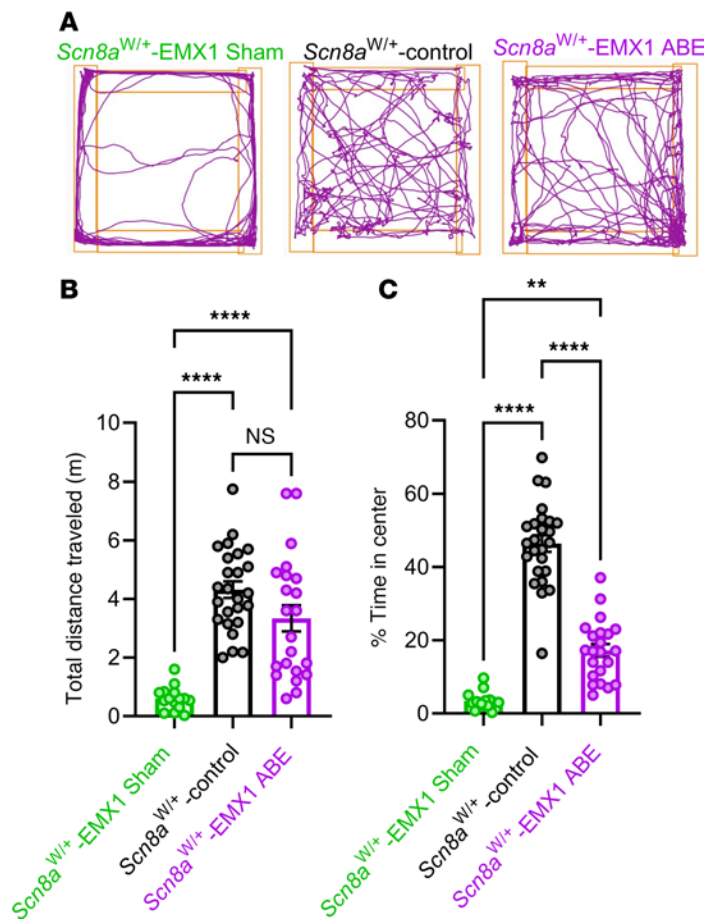 A
Scn8aW/+-EMX1 Sham
Scn8aW/+-control
Scn8aW/+-EMX1 ABE
B
****
****
NS
Total distance traveled (m)
10
8
6
4
2
0
Scn8aW/+-EMX1 Sham
Scn8aW/+-control
Scn8aW/+-EMX1 ABE
C
**
****
****
% Time in center
80
60
40
20
0
Scn8aW/+-EMX1 Sham
Scn8aW/+-control
Scn8aW/+-EMX1 ABE